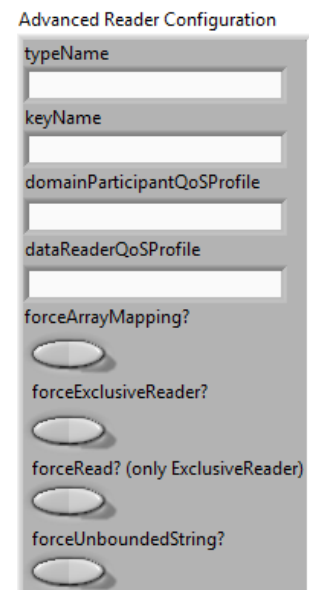 Advanced Reader Configuration
typeName
keyName
domainParticipantQoSProfile
dataReaderQoSProfile
forceArrayMapping?
forceExclusiveReader?
forceRead? (only ExclusiveReader)
forceUnboundedString?